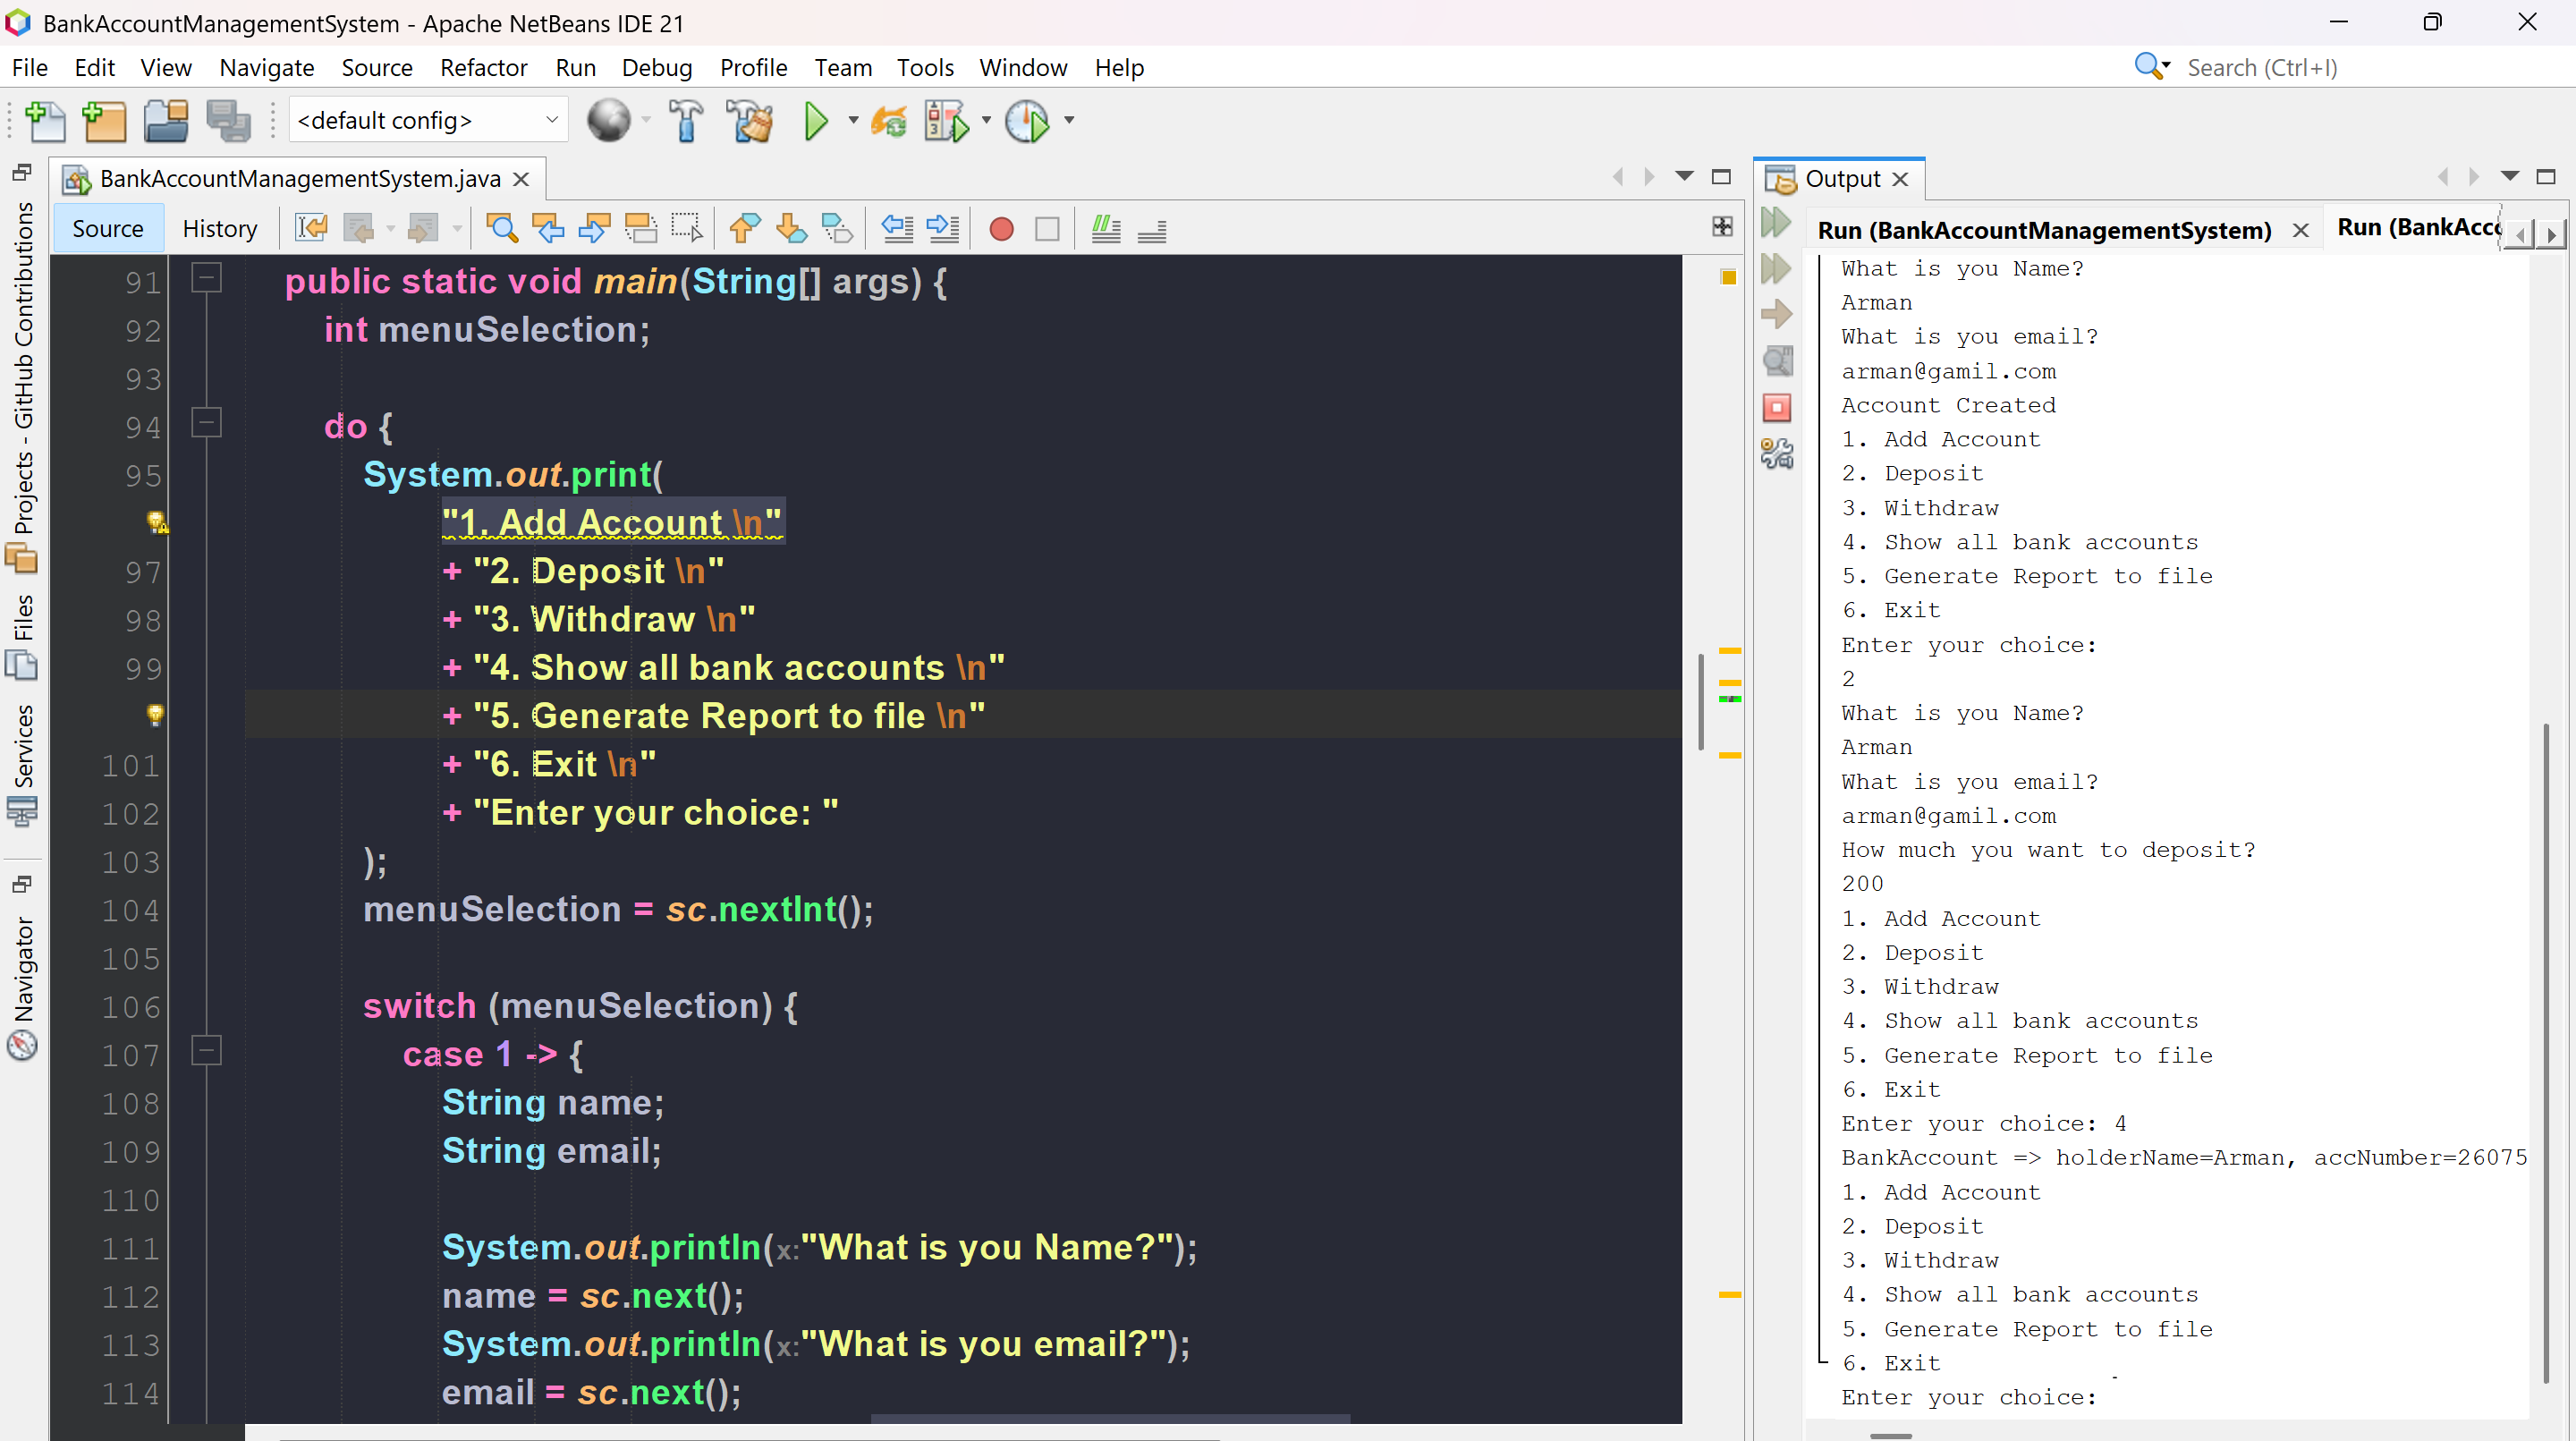 BankAccountManagementSystem - Apache NetBeans IDE 21
File Edit View Navigate Source Refactor Run Debug Profile Team Tools Window Help
Search (Ctrl+I)
<default config>
Projects - GitHub Contributions
Files
Services
Navigator
BankAccountManagementSystem.java
Source History
91 public static void main(String[] args) {
92 int menuSelection;
93
94 do {
95 System.out.print(
"1. Add Account \n"
97 + "2. Deposit \n"
98 + "3. Withdraw \n"
99 + "4. Show all bank accounts \n"
+ "5. Generate Report to file \n"
101 + "6. Exit \n"
102 + "Enter your choice: "
103 );
104 menuSelection = sc.nextInt();
105
106 switch (menuSelection) {
107 case 1 -> {
108 String name;
109 String email;
110
111 System.out.println(x:"What is you Name?");
112 name = sc.next();
113 System.out.println(x:"What is you email?");
114 email = sc.next();
Output
Run (BankAccountManagementSystem) Run (BankAcc
What is you Name?
Arman
What is you email?
arman@gamil.com
Account Created
1. Add Account
2. Deposit
3. Withdraw
4. Show all bank accounts
5. Generate Report to file
6. Exit
Enter your choice:
2
What is you Name?
Arman
What is you email?
arman@gamil.com
How much you want to deposit?
200
1. Add Account
2. Deposit
3. Withdraw
4. Show all bank accounts
5. Generate Report to file
6. Exit
Enter your choice: 4
BankAccount => holderName=Arman, accNumber=26075
1. Add Account
2. Deposit
3. Withdraw
4. Show all bank accounts
5. Generate Report to file
6. Exit
Enter your choice: